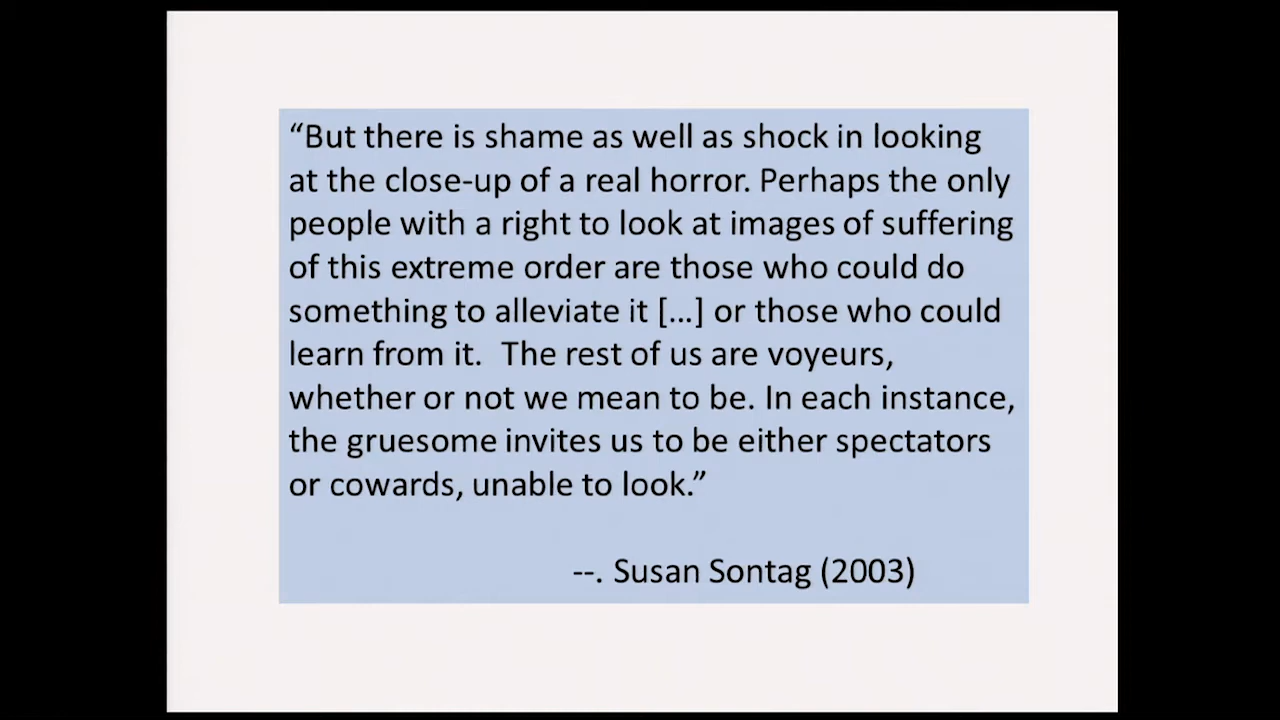 “But there is shame as well as shock in looking
at the close-up of a real horror. Perhaps the only
people with a right to look at images of suffering
of this extreme order are those who could do
something to alleviate it […] or those who could
learn from it.  The rest of us are voyeurs,
whether or not we mean to be. In each instance,
the gruesome invites us to be either spectators
or cowards, unable to look.”
--. Susan Sontag (2003)